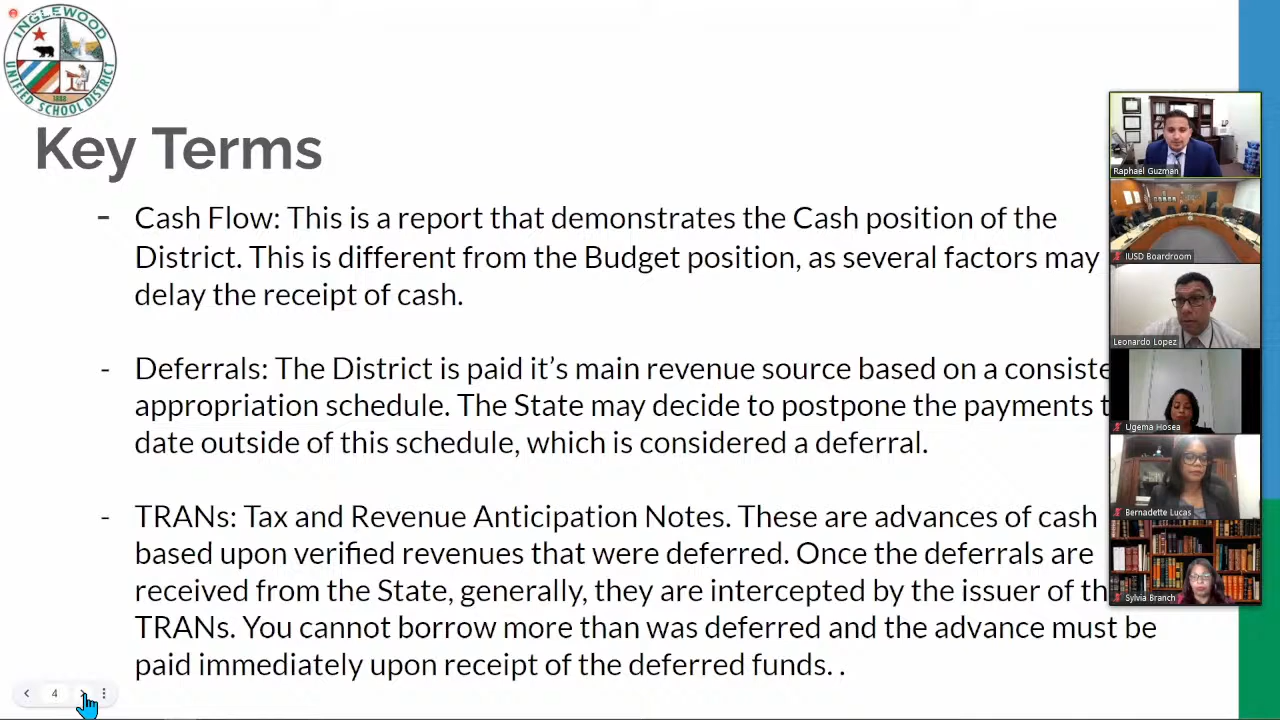 INGLEWOOD
UNIFIED SCHOOL DISTRICT
1888
Key Terms
- Cash Flow: This is a report that demonstrates the Cash position of the
District. This is different from the Budget position, as several factors may
delay the receipt of cash.
- Deferrals: The District is paid it's main revenue source based on a consiste
appropriation schedule. The State may decide to postpone the payments t
date outside of this schedule, which is considered a deferral.
- TRANs: Tax and Revenue Anticipation Notes. These are advances of cash
based upon verified revenues that were deferred. Once the deferrals are
received from the State, generally, they are intercepted by the issuer of th
TRANs. You cannot borrow more than was deferred and the advance must be
paid immediately upon receipt of the deferred funds. .
4
Raphael Guzman
IUSD Boardroom
Leonardo Lopez
Ugema Hosea
Bernadette Lucas
Sylvia Branch